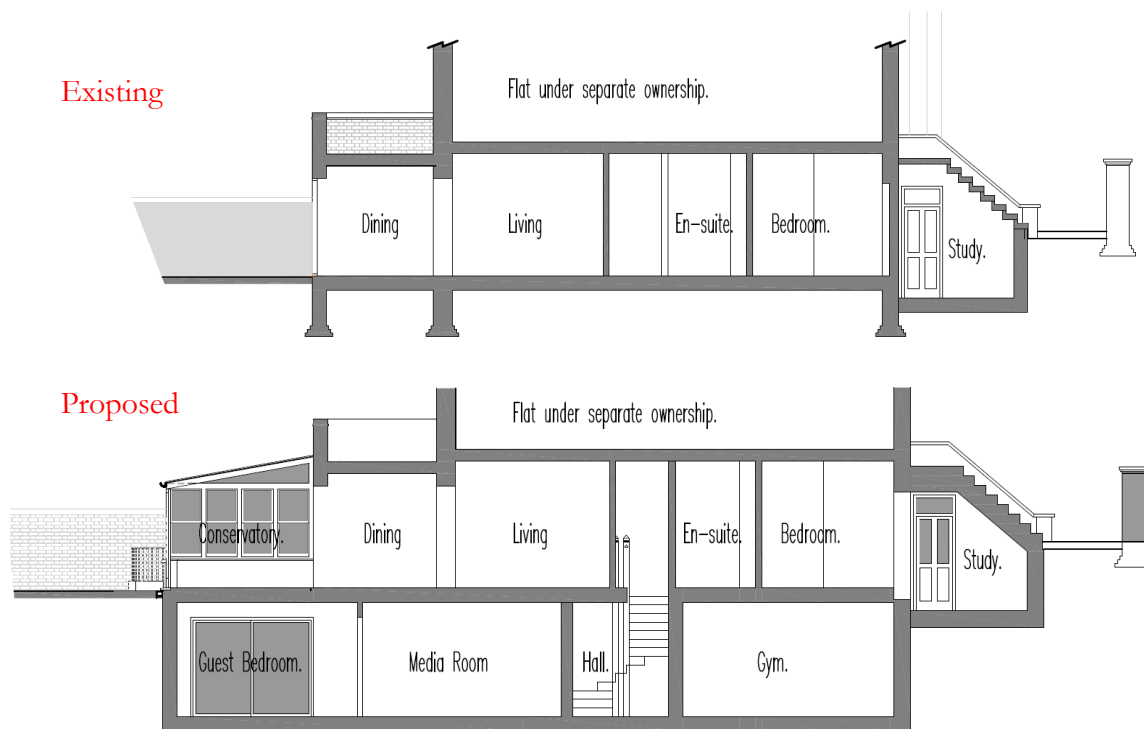 Existing
Flat under separate ownership.
Dining
Living
En-suite.
Bedroom.
Study.
Proposed
Flat under separate ownership.
Conservatory.
Dining
Living
En-suite.
Bedroom.
Study.
Guest Bedroom.
Media Room
Hall.
Gym.